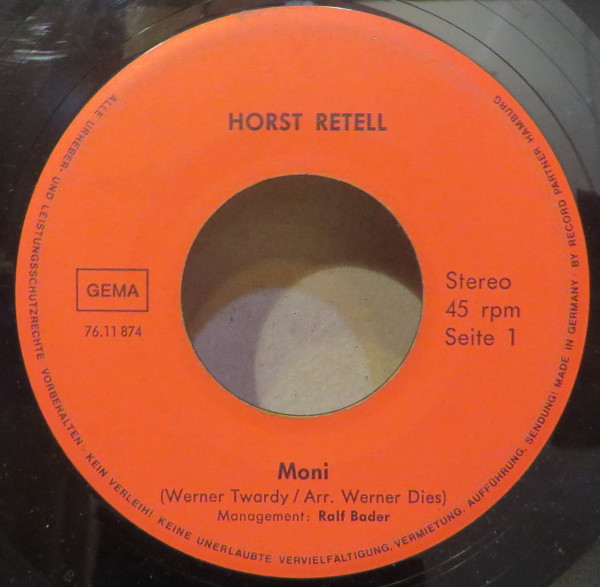 HORST RETELL
GEMA
76.11 874
Stereo
45 rpm
Seite 1
Moni
(Werner Twardy / Arr. Werner Dies)
Management: Ralf Bader
ALLE URHEBER- UND LEISTUNGSSCHUTZRECHTE VORBEHALTEN · KEIN VERLEIH! KEINE UNERLAUBTE VERVIELFÄLTIGUNG, VERMIETUNG, AUFFÜHRUNG, SENDUNG! MADE IN GERMANY · BY RECORD PARTNER HAMBURG